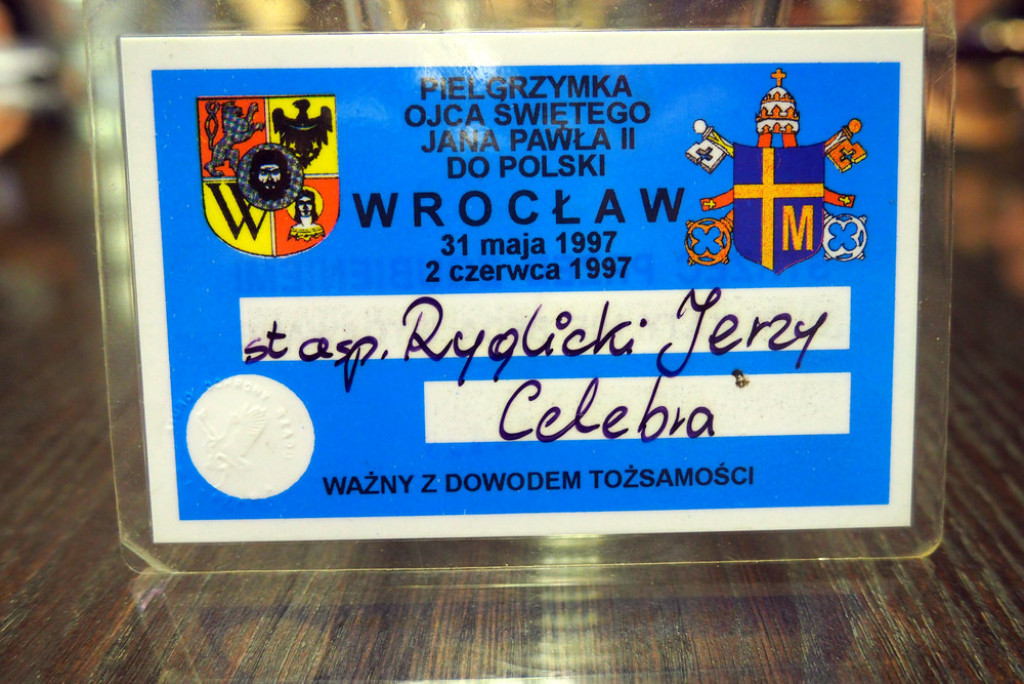 PIELGRZYMKA
OJCA ŚWIĘTEGO
JANA PAWŁA II
DO POLSKI
WROCŁAW
31 maja 1997
2 czerwca 1997
W
M
st asp. Ryglicki Jerzy
Celebra
WAŻNY Z DOWODEM TOŻSAMOŚCI